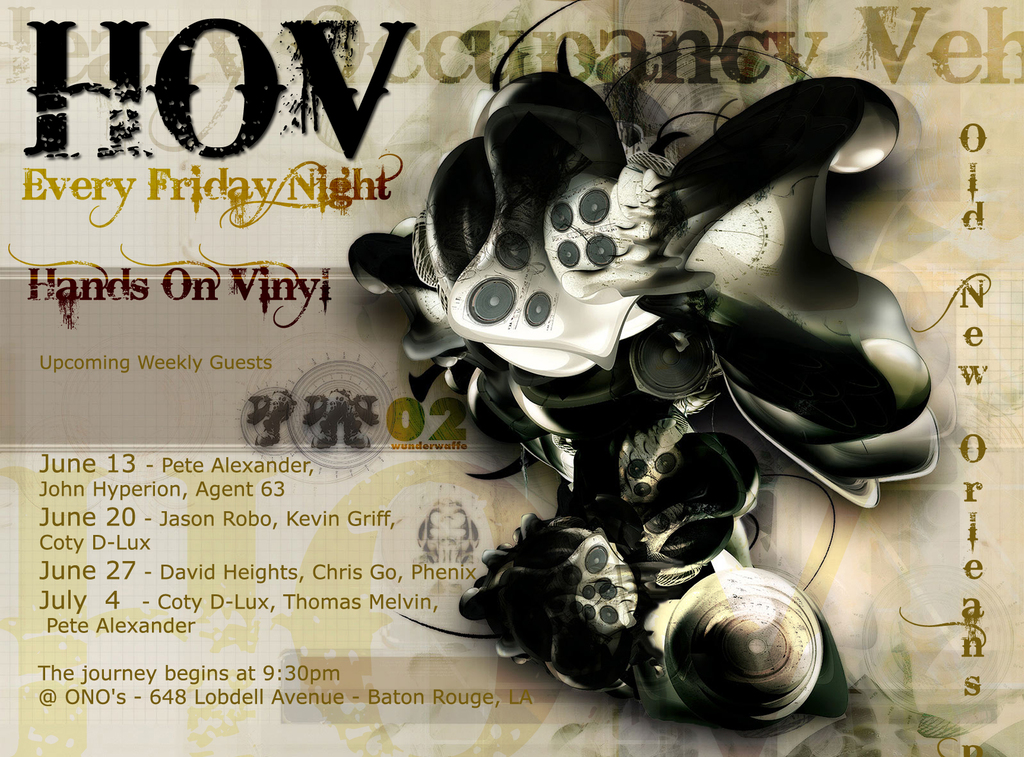 Heavy Occupancy Veh
HOV
Every Friday Night
Hands On Vinyl
Upcoming Weekly Guests
02
wunderwaffe
June 13 - Pete Alexander,
John Hyperion, Agent 63
June 20 - Jason Robo, Kevin Griff,
Coty D-Lux
June 27 - David Heights, Chris Go, Phenix
July 4 - Coty D-Lux, Thomas Melvin,
Pete Alexander
The journey begins at 9:30pm
@ ONO's - 648 Lobdell Avenue - Baton Rouge, LA
Old New Orleans